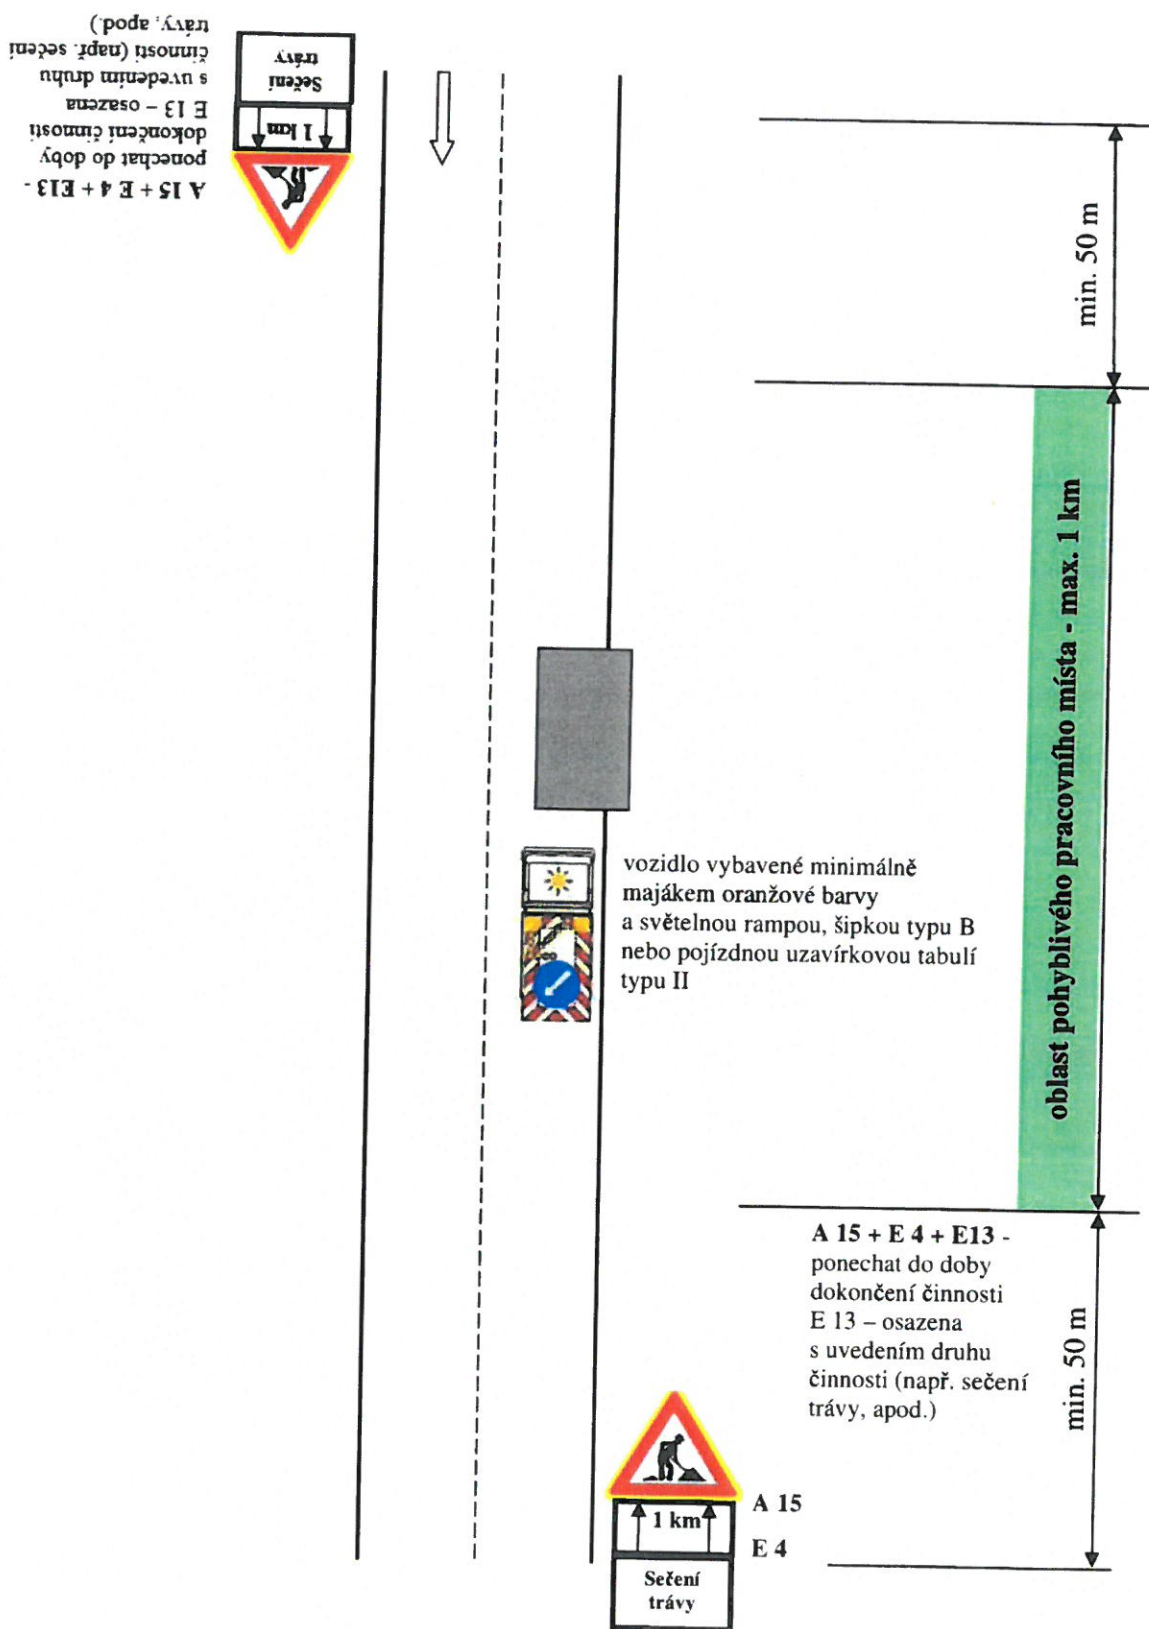 A 15 + E 4 + E13 -
ponechat do doby
dokončení činnosti
E 13 – osazena
s uvedením druhu
činnosti (např. sečení
trávy, apod.)
1 km
Sečení
trávy
min. 50 m
oblast pohyblivého pracovního místa - max. 1 km
vozidlo vybavené minimálně
majákem oranžové barvy
a světelnou rampou, šipkou typu B
nebo pojízdnou uzavírkovou tabulí
typu II
A 15 + E 4 + E13 -
ponechat do doby
dokončení činnosti
E 13 – osazena
s uvedením druhu
činnosti (např. sečení
trávy, apod.)
min. 50 m
A 15
1 km
E 4
Sečení
trávy